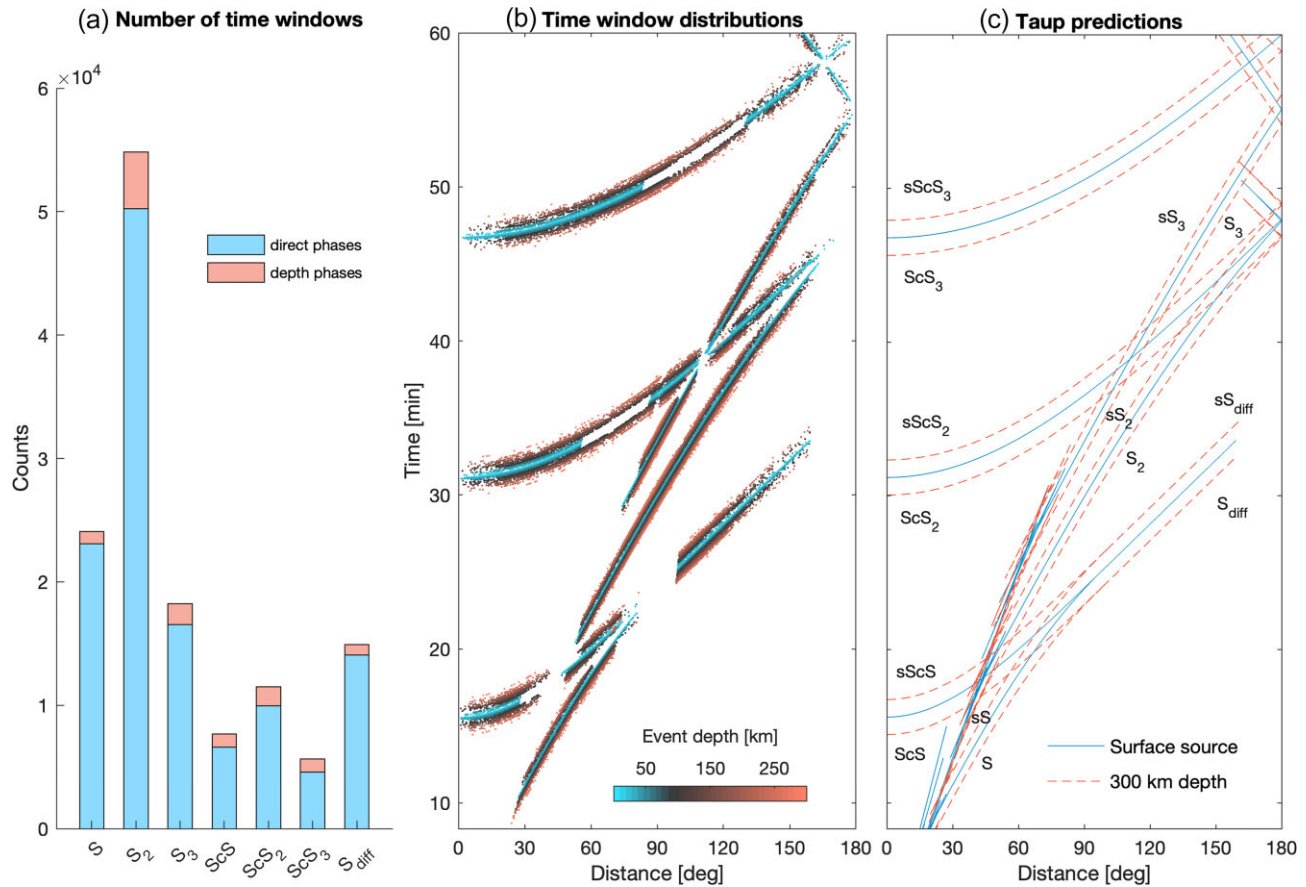 (a) Number of time windows
×10⁴
6
5
4
3
2
1
0
Counts
direct phases
depth phases
S
S₂
S₃
ScS
ScS₂
ScS₃
S diff
(b) Time window distributions
60
50
40
30
20
10
Time [min]
Event depth [km]
50 150 250
0 30 60 90 120 150 180
Distance [deg]
(c) Taup predictions
sScS₃
ScS₃
sS₃
S₃
sScS₂
ScS₂
sS₂
S₂
sSdiff
Sdiff
sScS
ScS
sS
S
Surface source
300 km depth
0 30 60 90 120 150 180
Distance [deg]